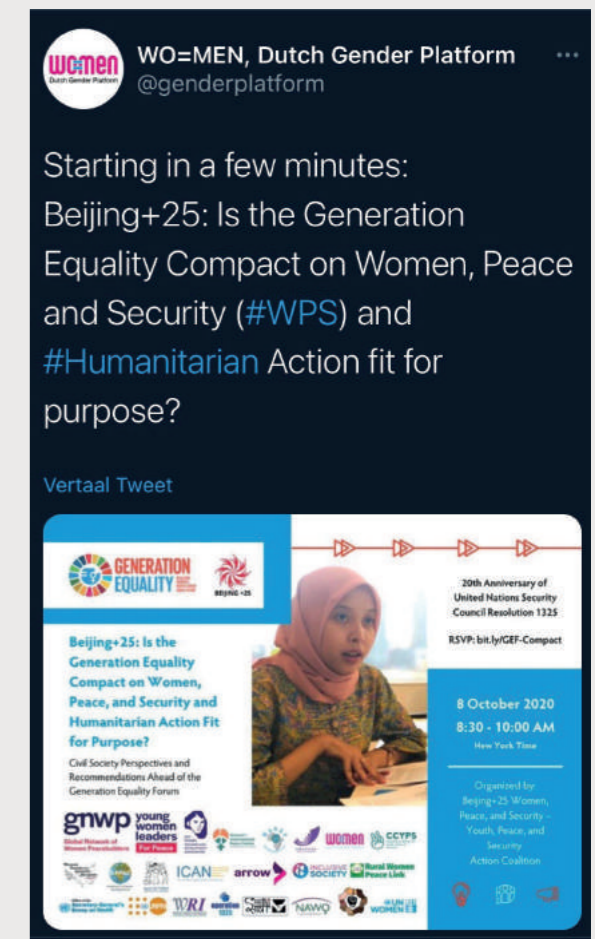 WO=MEN, Dutch Gender Platform
@genderplatform
women
Dutch Gender Platform
Starting in a few minutes:
Beijing+25: Is the Generation
Equality Compact on Women, Peace
and Security (#WPS) and
#Humanitarian Action fit for
purpose?
Vertaal Tweet
GENERATION
EQUALITY
BEIJING +25
20th Anniversary of
United Nations Security
Council Resolution 1325
RSVP: bit.ly/GEF-Compact
Beijing+25: Is the
Generation Equality
Compact on Women,
Peace, and Security and
Humanitarian Action Fit
for Purpose?
Civil Society Perspectives and
Recommendations Ahead of the
Generation Equality Forum
8 October 2020
8:30 - 10:00 AM
New York Time
Organized by
Beijing+25 Women,
Peace, and Security –
Youth, Peace, and
Security
Action Coalition
gnwp
Global Network of
Women Peacebuilders
young
women
leaders
For Peace
women
CCYPS
ICAN
arrow
INCLUSIVE
SOCIETY
Rural Women
Peace Link
WRI
NAWO
UN
WOMEN